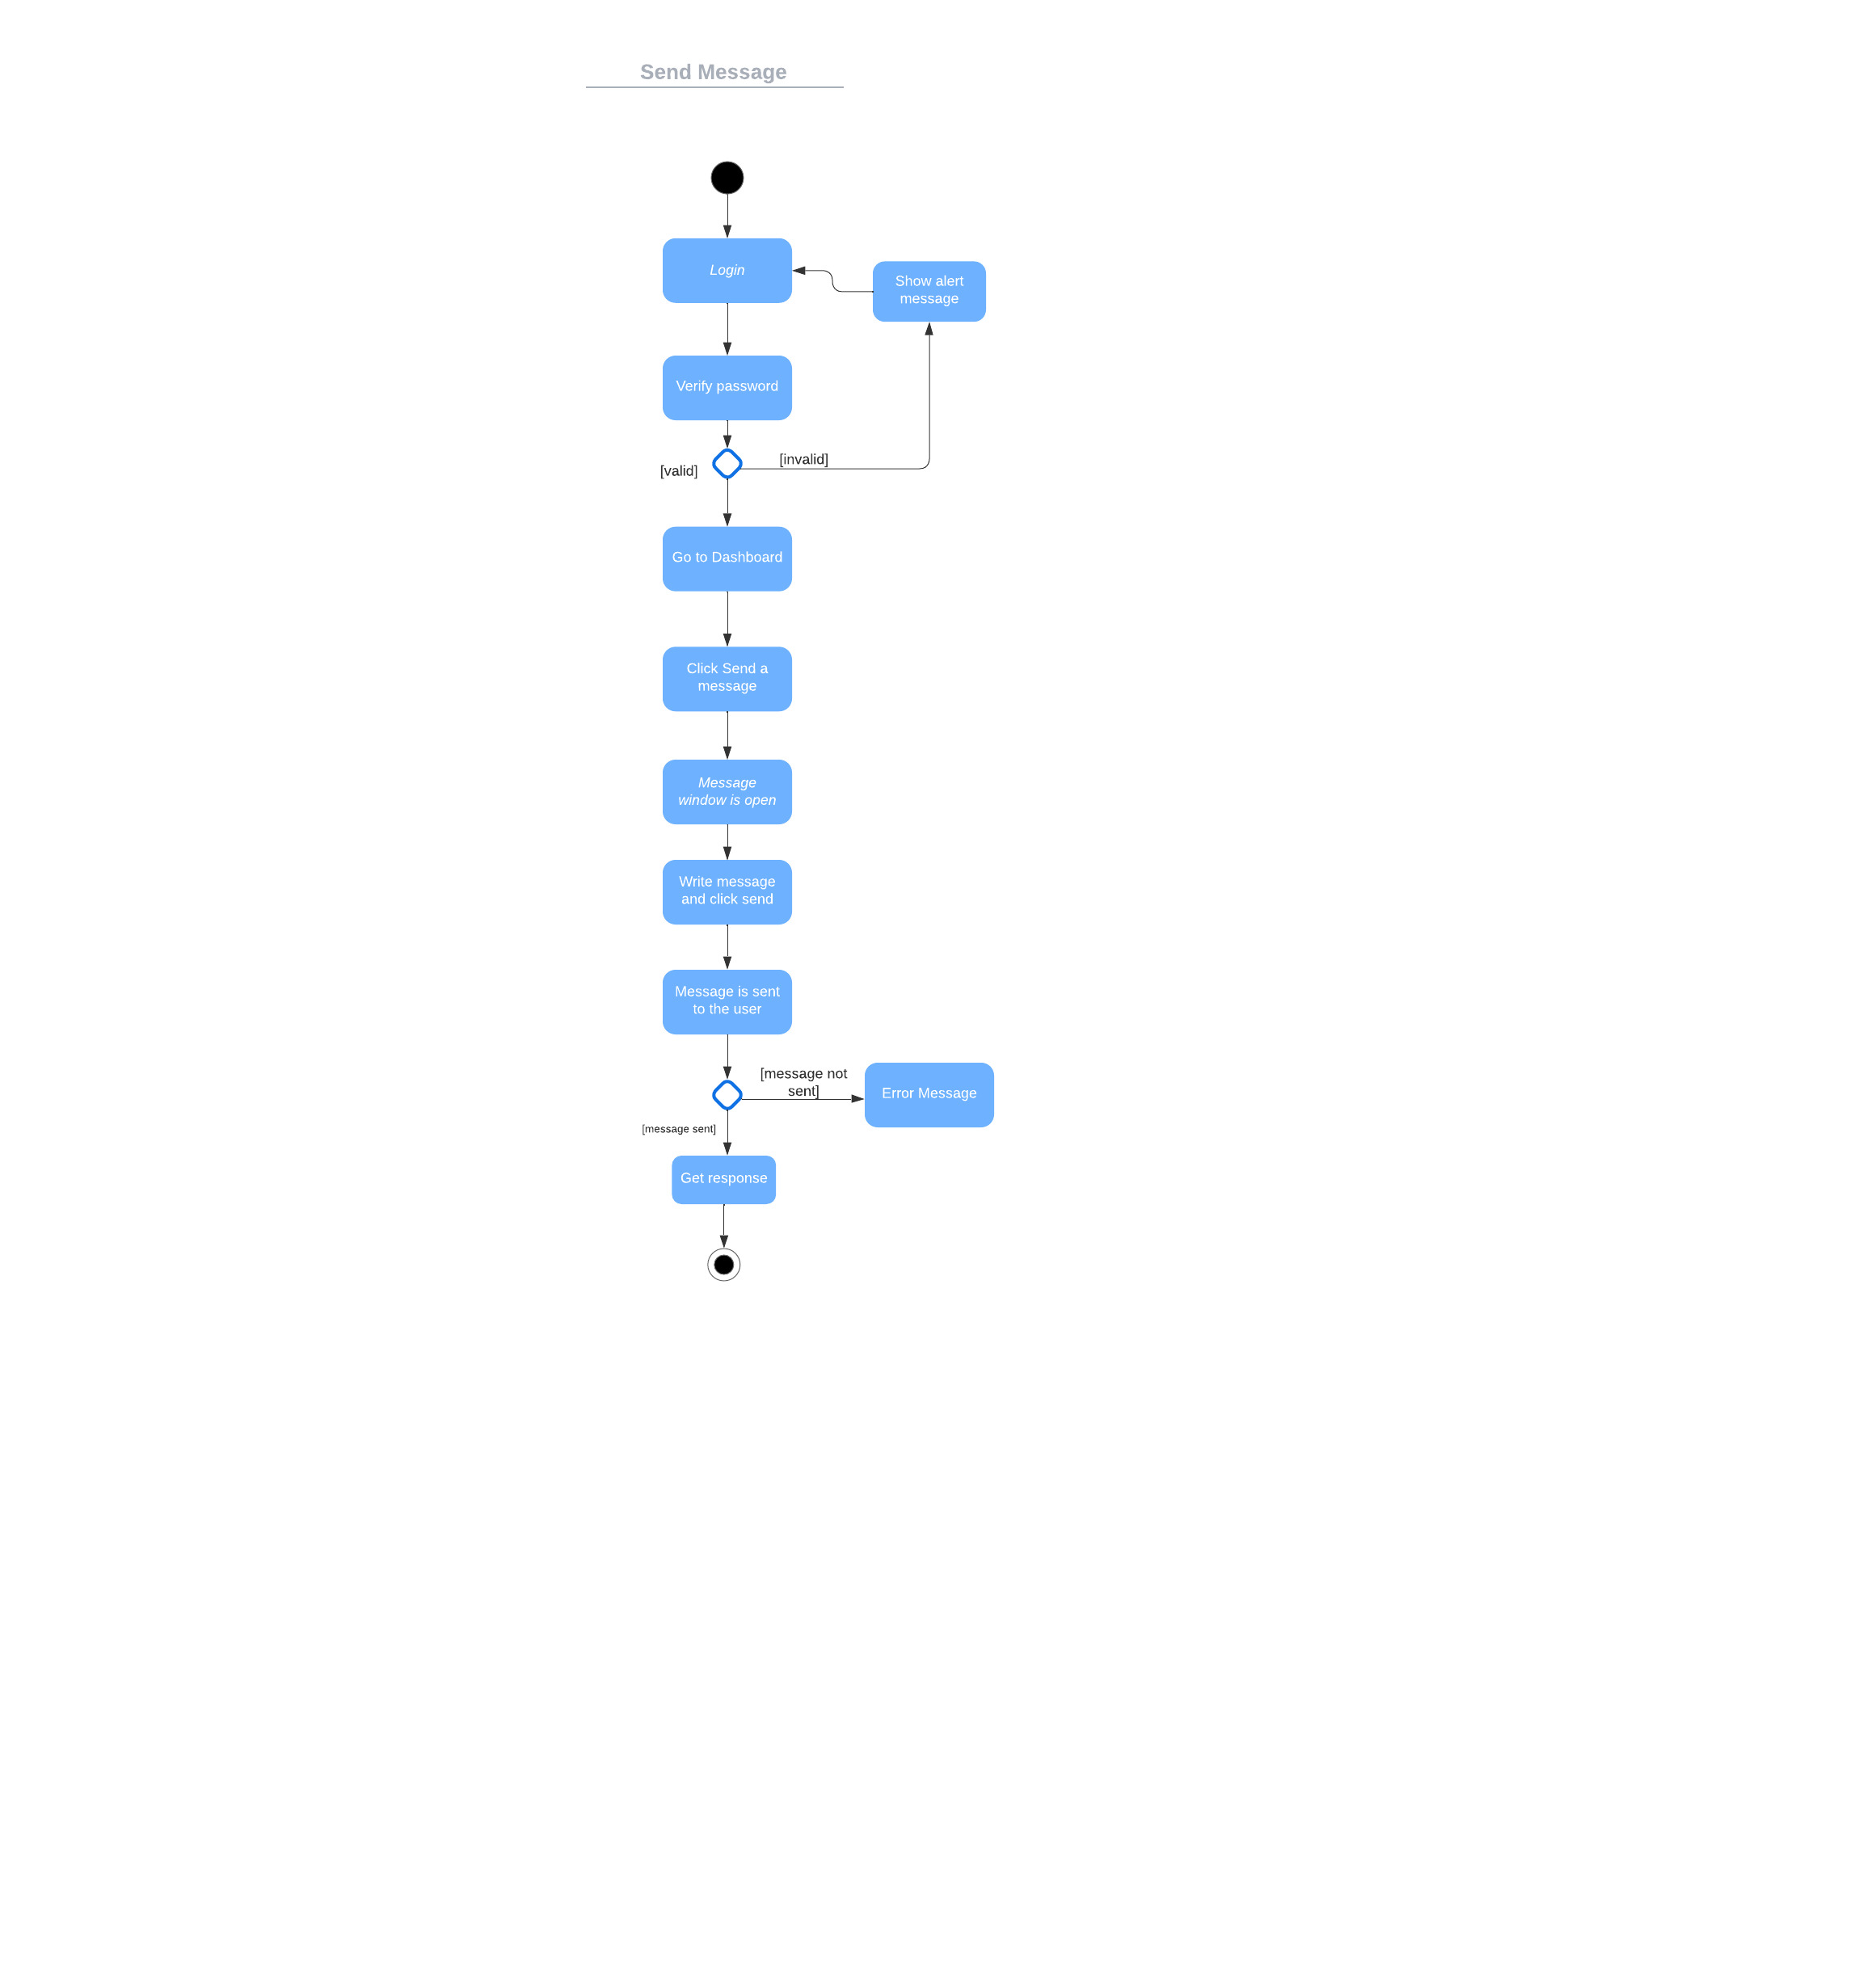 Send Message
Login
Show alert
message
Verify password
[invalid]
[valid]
Go to Dashboard
Click Send a
message
Message
window is open
Write message
and click send
Message is sent
to the user
[message not
sent]
Error Message
[message sent]
Get response